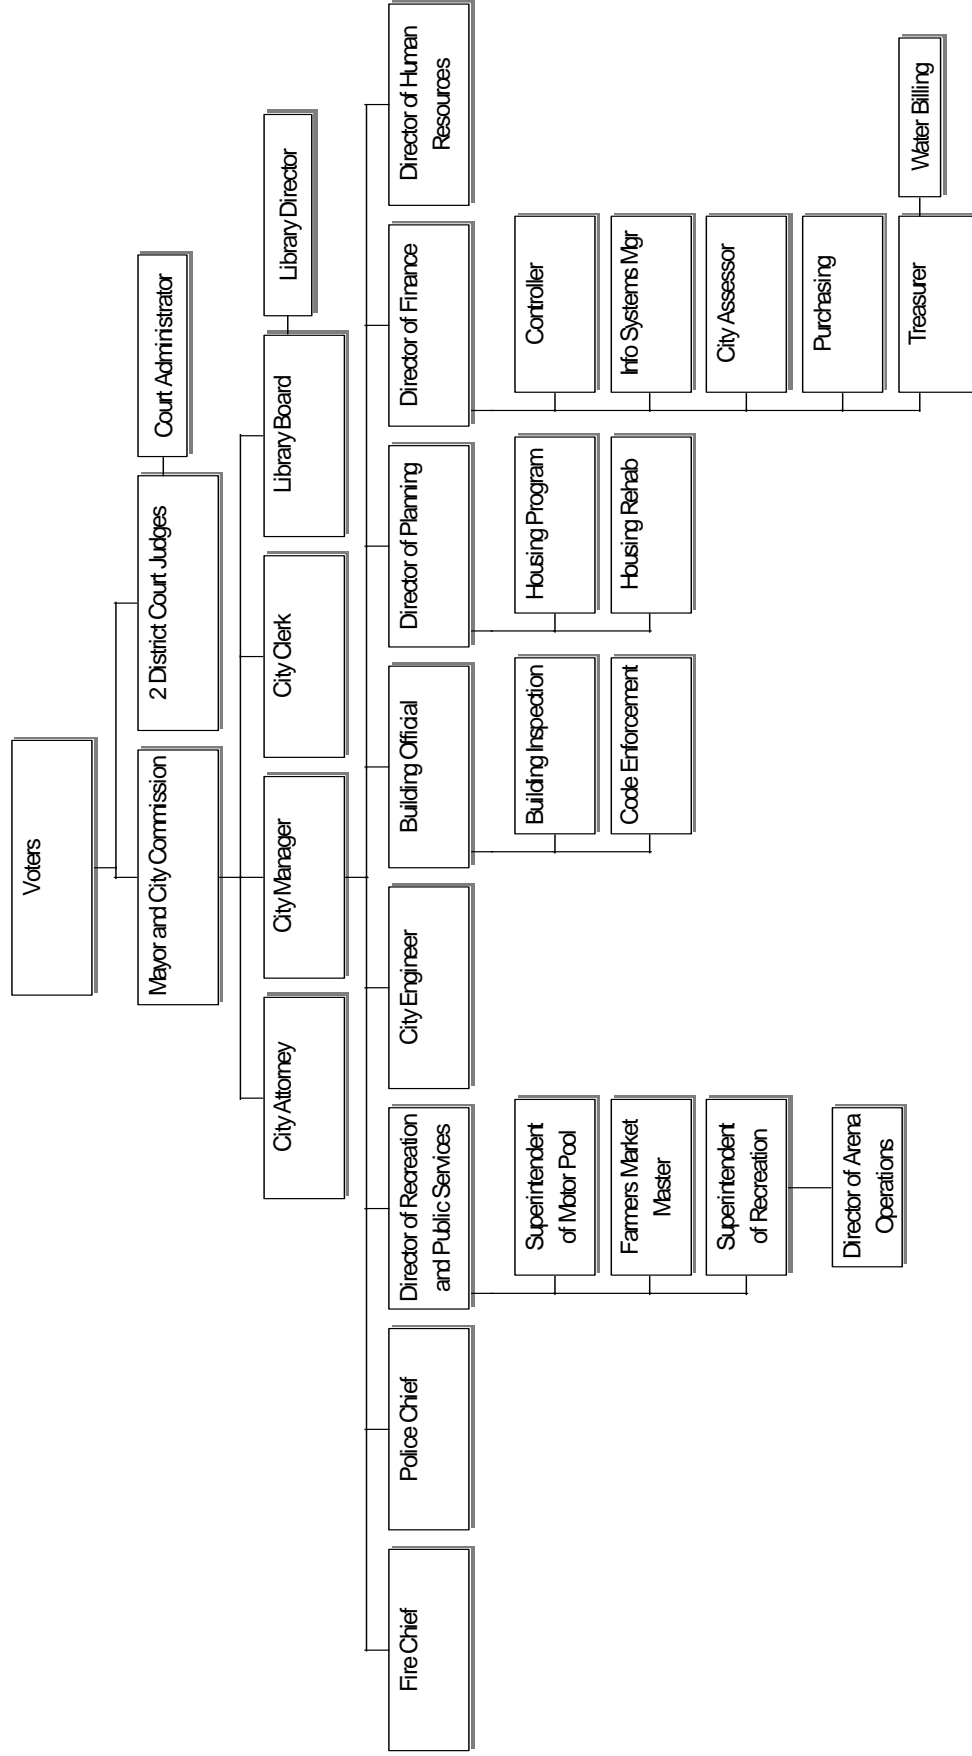 Voters
Mayor and City Commission
2 District Court Judges
Court Administrator
City Attorney
City Manager
City Clerk
Library Board
Library Director
Fire Chief
Police Chief
Director of Recreation
and Public Services
City Engineer
Building Official
Director of Planning
Director of Finance
Director of Human
Resources
Superintendent
of Motor Pool
Farmers Market
Master
Superintendent
of Recreation
Director of Arena
Operations
Building Inspection
Code Enforcement
Housing Program
Housing Rehab
Controller
Info Systems Mgr
City Assessor
Purchasing
Treasurer
Water Billing